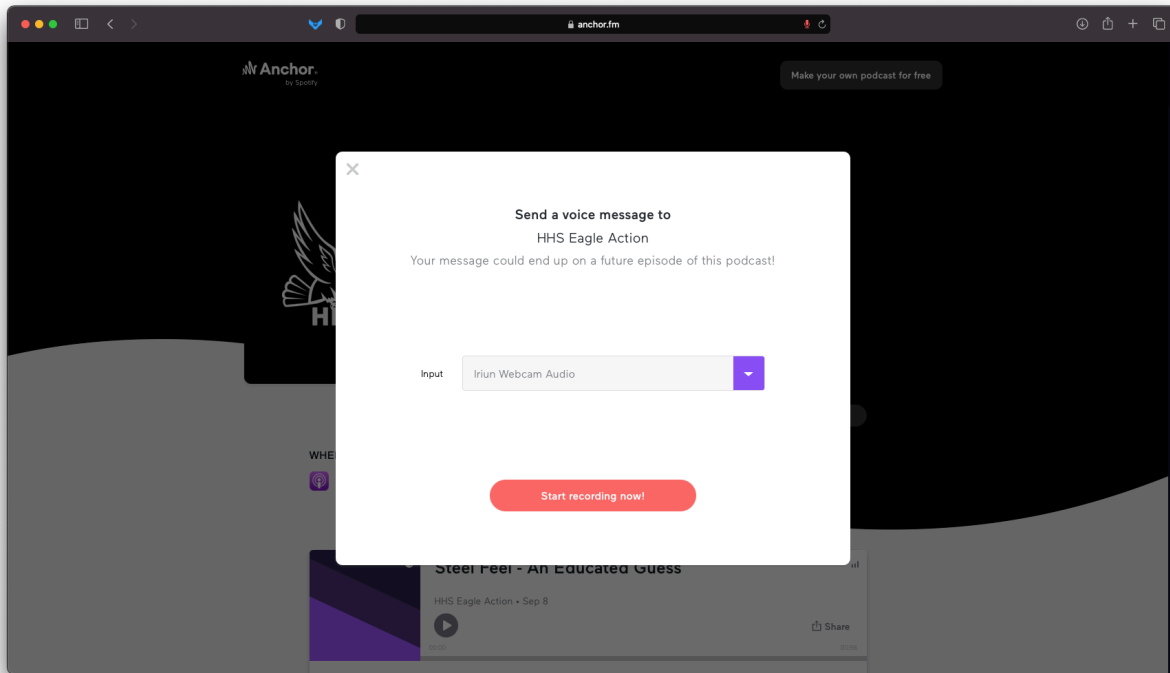 anchor.fm
Anchor.
by Spotify
Make your own podcast for free
Send a voice message to
HHS Eagle Action
Your message could end up on a future episode of this podcast!
Input
Iriun Webcam Audio
Start recording now!
Steel Feel - An Educated Guess
HHS Eagle Action • Sep 8
Share
00:00